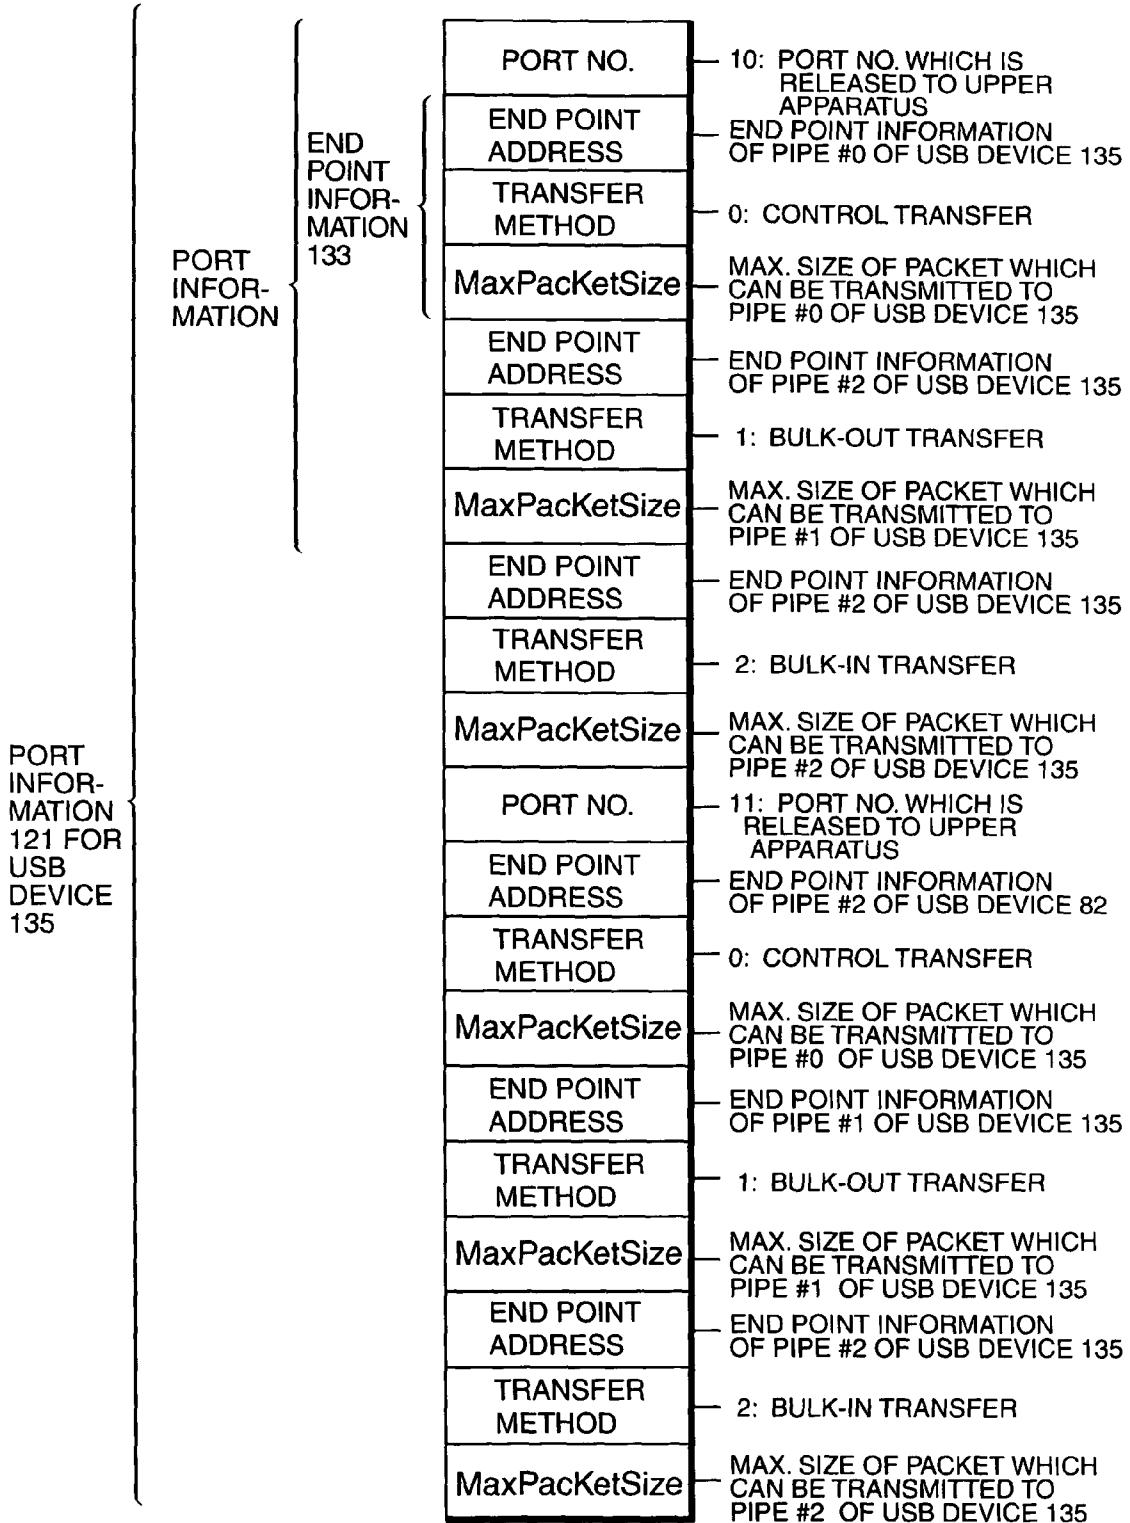 PORT NO.
10: PORT NO. WHICH IS
RELEASED TO UPPER
APPARATUS
END POINT
ADDRESS
END POINT INFORMATION
OF PIPE #0 OF USB DEVICE 135
TRANSFER
METHOD
0: CONTROL TRANSFER
MaxPacKetSize
MAX. SIZE OF PACKET WHICH
CAN BE TRANSMITTED TO
PIPE #0 OF USB DEVICE 135
END
POINT
INFOR-
MATION
133
PORT
INFOR-
MATION
END POINT
ADDRESS
END POINT INFORMATION
OF PIPE #2 OF USB DEVICE 135
TRANSFER
METHOD
1: BULK-OUT TRANSFER
MaxPacKetSize
MAX. SIZE OF PACKET WHICH
CAN BE TRANSMITTED TO
PIPE #1 OF USB DEVICE 135
END POINT
ADDRESS
END POINT INFORMATION
OF PIPE #2 OF USB DEVICE 135
TRANSFER
METHOD
2: BULK-IN TRANSFER
MaxPacKetSize
MAX. SIZE OF PACKET WHICH
CAN BE TRANSMITTED TO
PIPE #2 OF USB DEVICE 135
PORT
INFOR-
MATION
121 FOR
USB
DEVICE
135
PORT NO.
11: PORT NO. WHICH IS
RELEASED TO UPPER
APPARATUS
END POINT
ADDRESS
END POINT INFORMATION
OF PIPE #2 OF USB DEVICE 82
TRANSFER
METHOD
0: CONTROL TRANSFER
MaxPacKetSize
MAX. SIZE OF PACKET WHICH
CAN BE TRANSMITTED TO
PIPE #0 OF USB DEVICE 135
END POINT
ADDRESS
END POINT INFORMATION
OF PIPE #1 OF USB DEVICE 135
TRANSFER
METHOD
1: BULK-OUT TRANSFER
MaxPacKetSize
MAX. SIZE OF PACKET WHICH
CAN BE TRANSMITTED TO
PIPE #1 OF USB DEVICE 135
END POINT
ADDRESS
END POINT INFORMATION
OF PIPE #2 OF USB DEVICE 135
TRANSFER
METHOD
2: BULK-IN TRANSFER
MaxPacKetSize
MAX. SIZE OF PACKET WHICH
CAN BE TRANSMITTED TO
PIPE #2 OF USB DEVICE 135